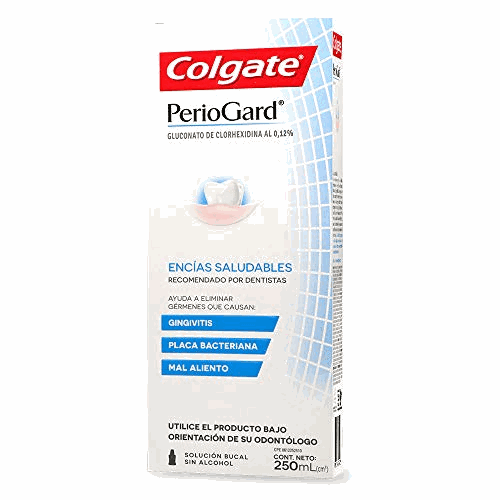 Colgate®
PerioGard®
GLUCONATO DE CLORHEXIDINA AL 0,12%
ENCÍAS SALUDABLES
RECOMENDADO POR DENTISTAS
AYUDA A ELIMINAR
GÉRMENES QUE CAUSAN:
GINGIVITIS
PLACA BACTERIANA
MAL ALIENTO
UTILICE EL PRODUCTO BAJO
ORIENTACIÓN DE SU ODONTÓLOGO
SOLUCIÓN BUCAL
SIN ALCOHOL
CONT. NETO:
250mL(cm³)